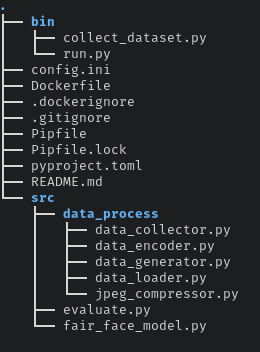 .
bin
collect_dataset.py
run.py
config.ini
Dockerfile
.dockerignore
.gitignore
Pipfile
Pipfile.lock
pyproject.toml
README.md
src
data_process
data_collector.py
data_encoder.py
data_generator.py
data_loader.py
jpeg_compressor.py
evaluate.py
fair_face_model.py